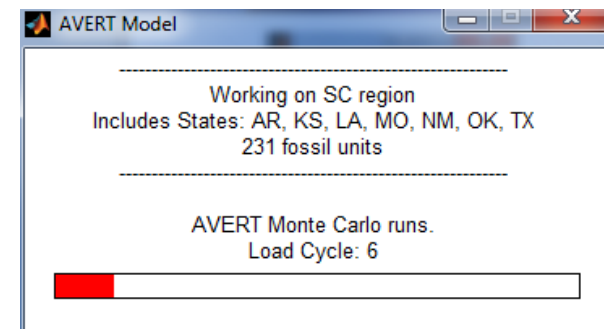 AVERT Model
Working on SC region
Includes States: AR, KS, LA, MO, NM, OK, TX
231 fossil units
AVERT Monte Carlo runs.
Load Cycle: 6